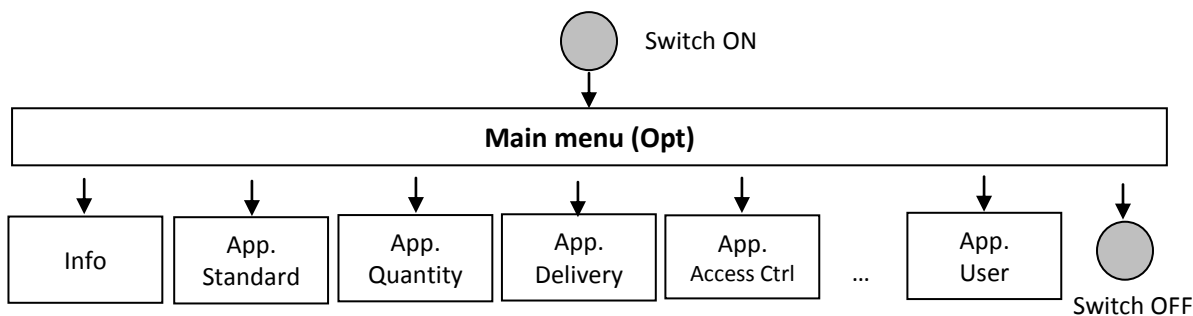 Switch ON
Main menu (Opt)
Info
App.
Standard
App.
Quantity
App.
Delivery
App.
Access Ctrl
...
App.
User
Switch OFF